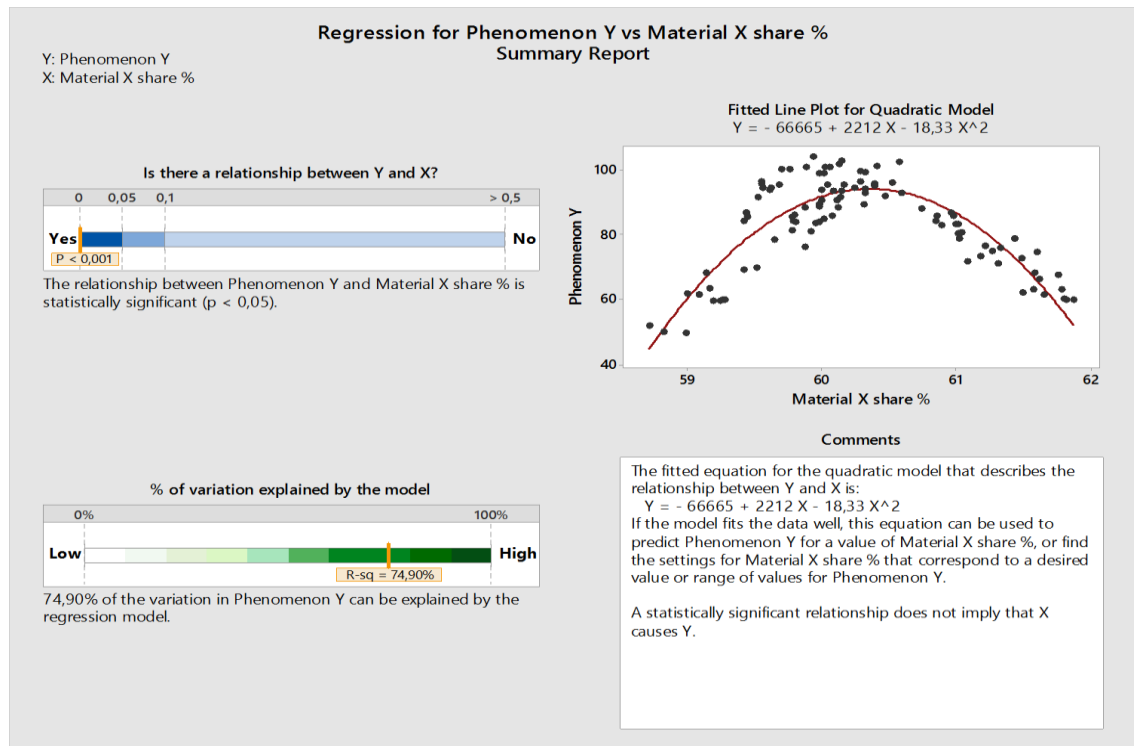 Regression for Phenomenon Y vs Material X share %
Summary Report
Y: Phenomenon Y
X: Material X share %
Is there a relationship between Y and X?
0 0,05 0,1 > 0,5
Yes No
P < 0,001
The relationship between Phenomenon Y and Material X share % is
statistically significant (p < 0,05).
% of variation explained by the model
0% 100%
Low High
R-sq = 74,90%
74,90% of the variation in Phenomenon Y can be explained by the
regression model.
Fitted Line Plot for Quadratic Model
Y = - 66665 + 2212 X - 18,33 X^2
100
80
60
40
Phenomenon Y
59 60 61 62
Material X share %
Comments
The fitted equation for the quadratic model that describes the
relationship between Y and X is:
Y = - 66665 + 2212 X - 18,33 X^2
If the model fits the data well, this equation can be used to
predict Phenomenon Y for a value of Material X share %, or find
the settings for Material X share % that correspond to a desired
value or range of values for Phenomenon Y.
A statistically significant relationship does not imply that X
causes Y.